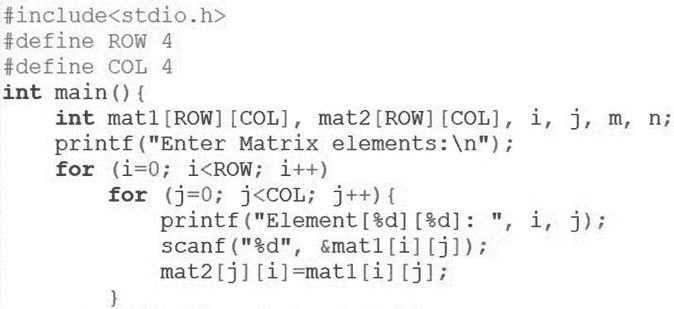 #include<stdio.h>
#define ROW 4
#define COL 4
int main(){
    int mat1[ROW][COL], mat2[ROW][COL], i, j, m, n;
    printf("Enter Matrix elements:\n");
    for (i=0; i<ROW; i++)
        for (j=0; j<COL; j++){
            printf("Element[%d][%d]: ", i, j);
            scanf("%d", &mat1[i][j]);
            mat2[j][i]=mat1[i][j];
        }